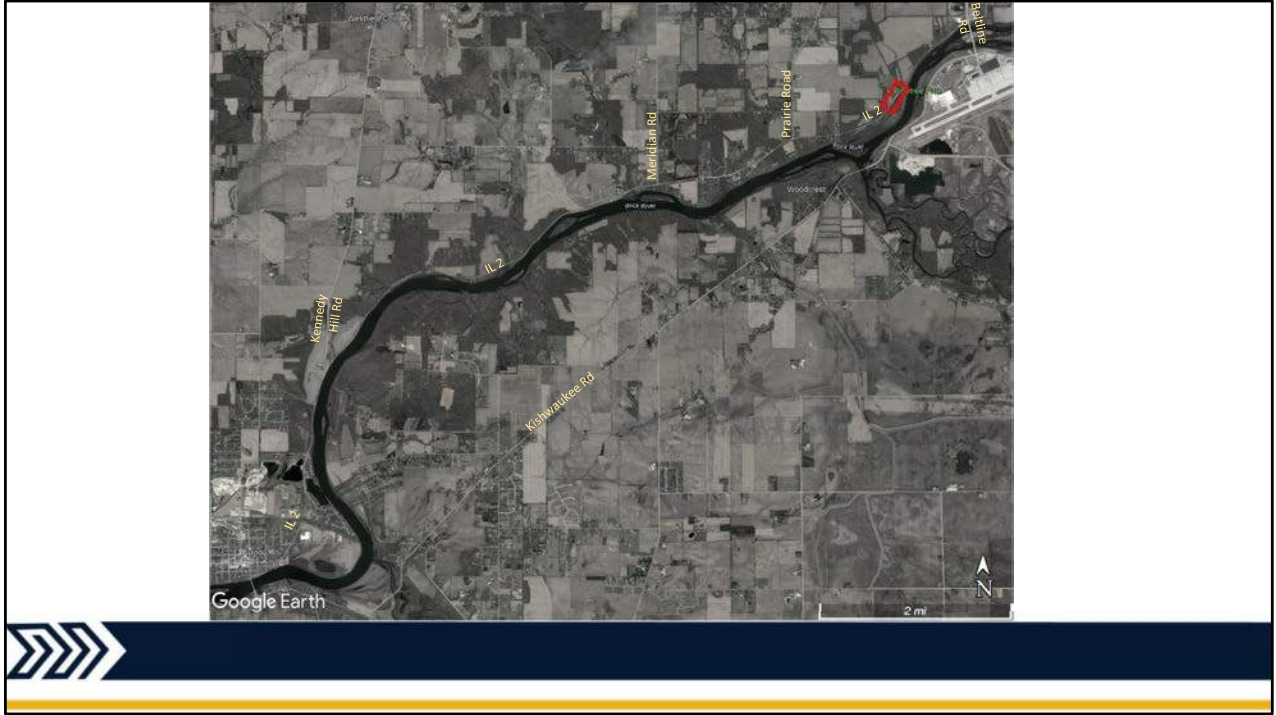 Beltline
Rd
Prairie Road
IL 2
Meridian Rd
Rock River
Woodcrest
Rock River
IL 2
Kennedy
Hill Rd
Kishwaukee Rd
IL 2
N
Google Earth
2 mi